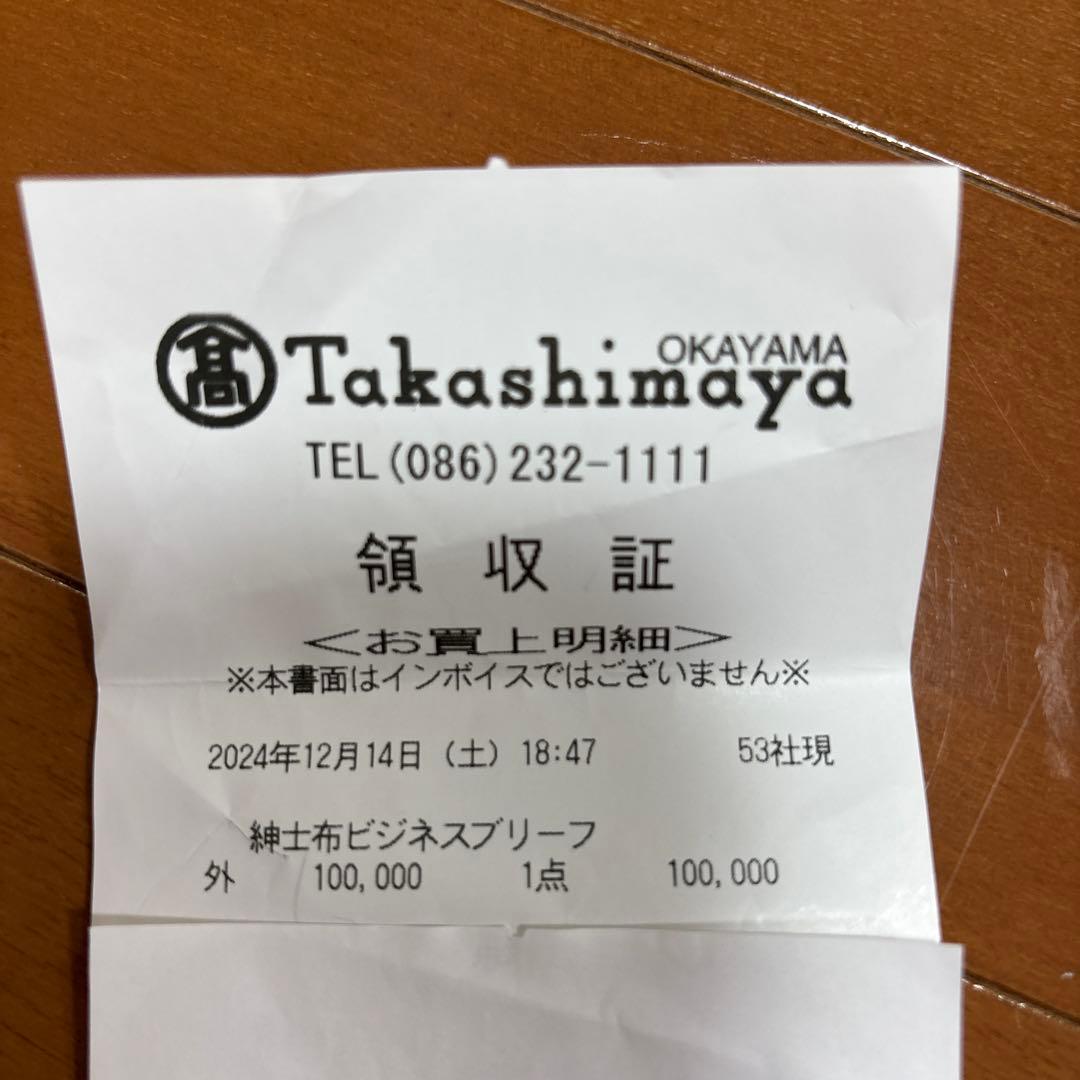 髙 Takashimaya OKAYAMA
TEL(086)232-1111
領 収 証
<お買上明細>
※本書面はインボイスではございません※
2024年12月14日（土）18:47 53社現
紳士布ビジネスブリーフ
外 100,000 1点 100,000